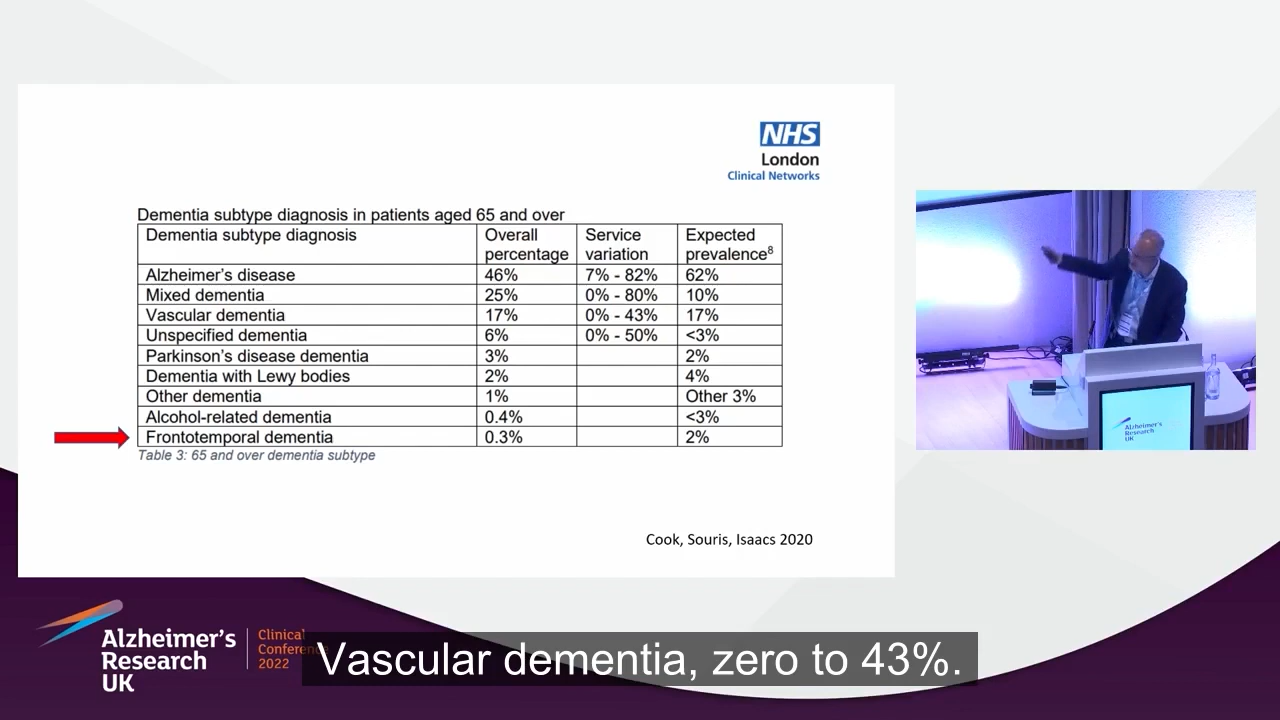 NHS
London
Clinical Networks
Dementia subtype diagnosis in patients aged 65 and over
Dementia subtype diagnosis Overall percentage Service variation Expected prevalence⁸
Alzheimer's disease 46% 7% - 82% 62%
Mixed dementia 25% 0% - 80% 10%
Vascular dementia 17% 0% - 43% 17%
Unspecified dementia 6% 0% - 50% <3%
Parkinson's disease dementia 3% 2%
Dementia with Lewy bodies 2% 4%
Other dementia 1% Other 3%
Alcohol-related dementia 0.4% <3%
Frontotemporal dementia 0.3% 2%
Table 3: 65 and over dementia subtype
Cook, Souris, Isaacs 2020
Alzheimer's
Research
UK
Alzheimer's
Research
UK
Clinical
Conference
2022
Vascular dementia, zero to 43%.